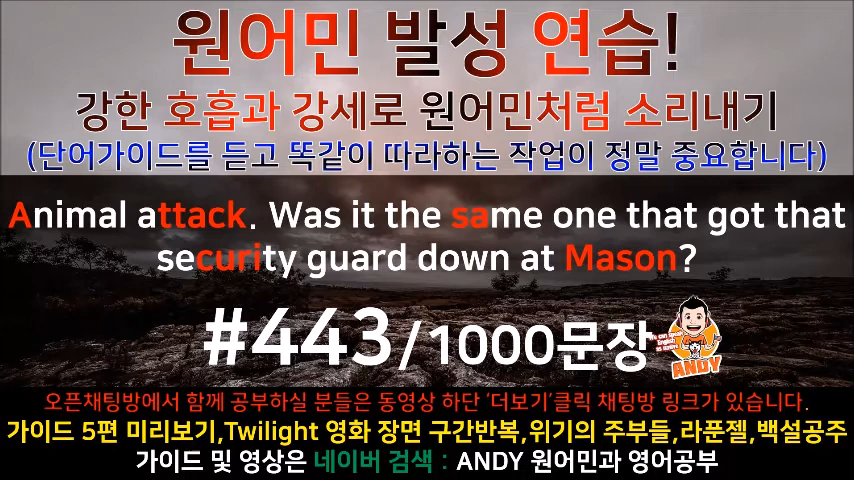 원어민 발성 연습!
강한 호흡과 강세로 원어민처럼 소리내기
(단어가이드를 듣고 똑같이 따라하는 작업이 정말 중요합니다)
Animal attack. Was it the same one that got that
security guard down at Mason?
#443/1000문장
We can speak
English
as native
ANDY
오픈채팅방에서 함께 공부하실 분들은 동영상 하단 '더보기'클릭 채팅방 링크가 있습니다.
가이드 5편 미리보기,Twilight 영화 장면 구간반복,위기의 주부들,라푼젤,백설공주
가이드 및 영상은 네이버 검색 : ANDY 원어민과 영어공부